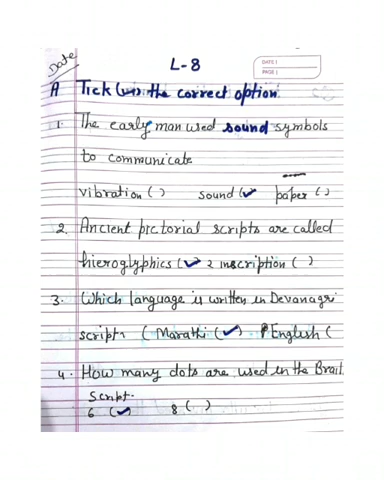 Date
L-8
DATE:
PAGE:
A Tick (✓) the correct option
1. The early man used sound symbols
to communicate
vibration ( ) sound (✓ paper ( )
2. Ancient pictorial scripts are called
hieroglyphics (✓ 2 inscription ( )
3. Which language is written in Devanagri
script? ( Marathi (✓) English (
4. How many dots are used in the Brail
Script.
6 (✓) 8 ( )